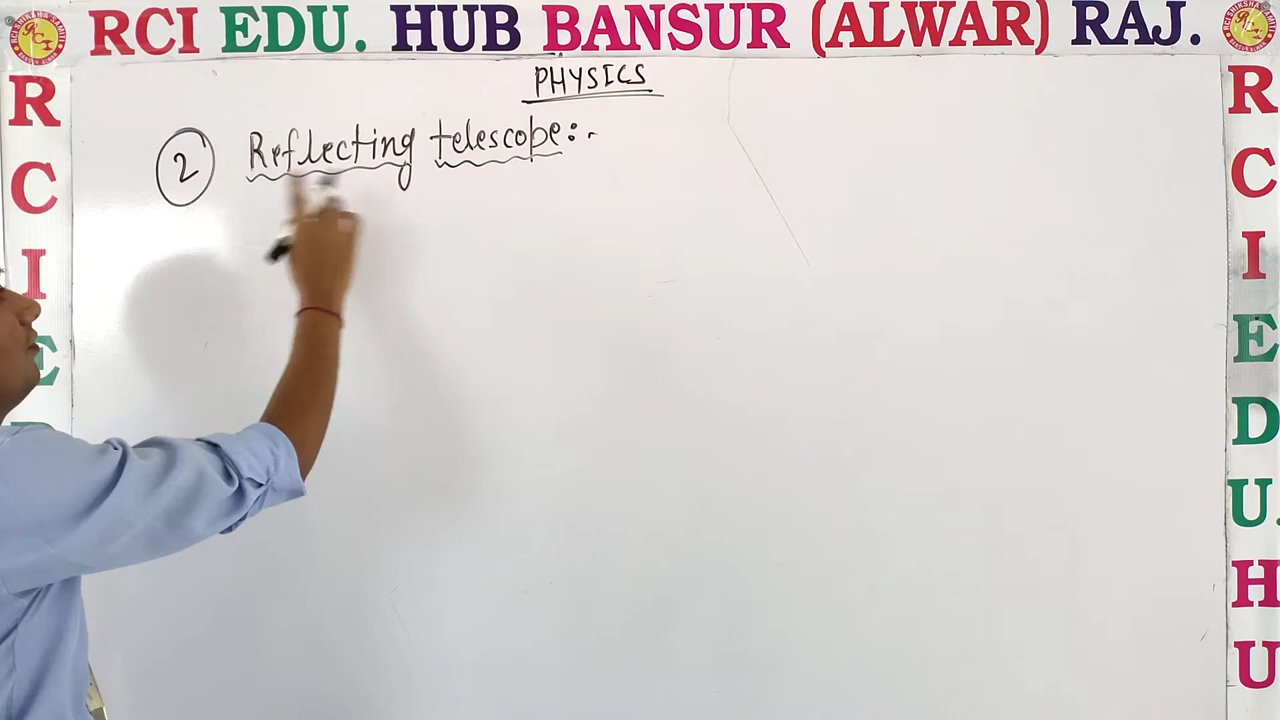 RCI EDU. HUB BANSUR (ALWAR) RAJ.
PHYSICS
2 Reflecting telescope:-
R
C
I
E
R
C
I
E
D
U.
H
U